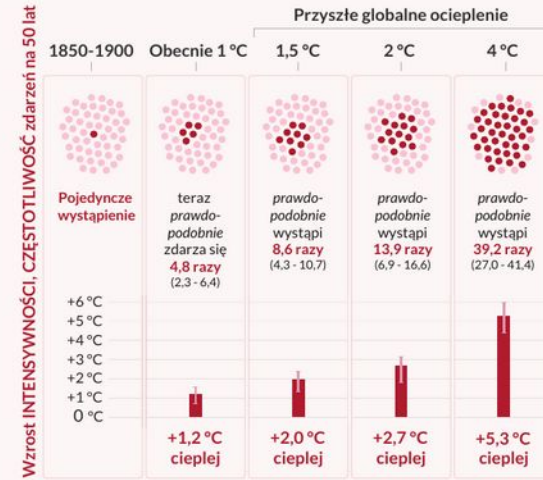 Wzrost INTENSYWNOŚCI, CZĘSTOTLIWOŚĆ zdarzeń na 50 lat
Przyszłe globalne ocieplenie
1850-1900
Obecnie 1 °C
1,5 °C
2 °C
4 °C
Pojedyncze
wystąpienie
teraz
prawdo-
podobnie
zdarza się
4,8 razy
(2,3 - 6,4)
prawdo-
podobnie
wystąpi
8,6 razy
(4,3 - 10,7)
prawdo-
podobnie
wystąpi
13,9 razy
(6,9 - 16,6)
prawdo-
podobnie
wystąpi
39,2 razy
(27,0 - 41,4)
+6 °C
+5 °C
+4 °C
+3 °C
+2 °C
+1 °C
0 °C
+1,2 °C
cieplej
+2,0 °C
cieplej
+2,7 °C
cieplej
+5,3 °C
cieplej